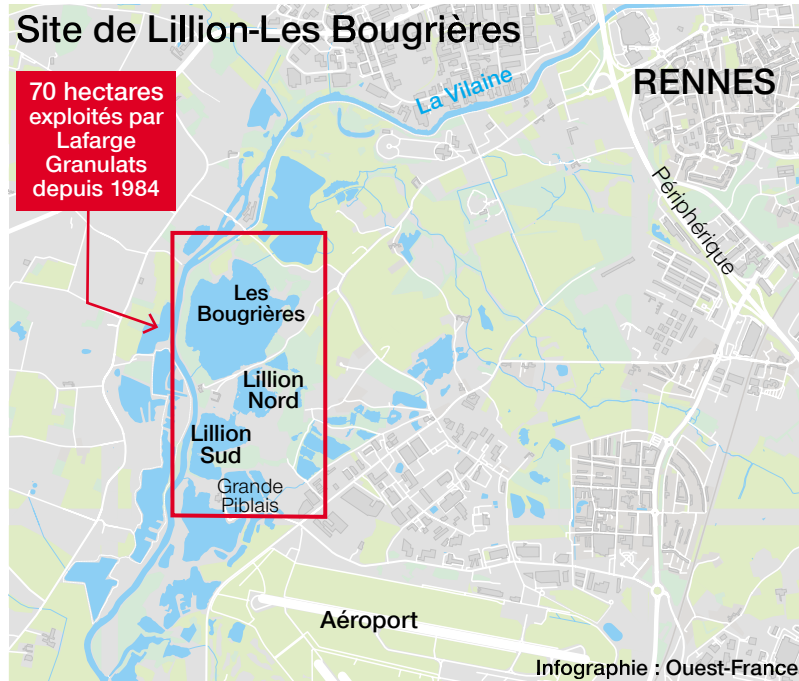 Site de Lillion-Les Bougrières
70 hectares
exploités par
Lafarge
Granulats
depuis 1984
La Vilaine
RENNES
Périphérique
Les
Bougrières
Lillion
Nord
Lillion
Sud
Grande
Piblais
Aéroport
Infographie : Ouest-France